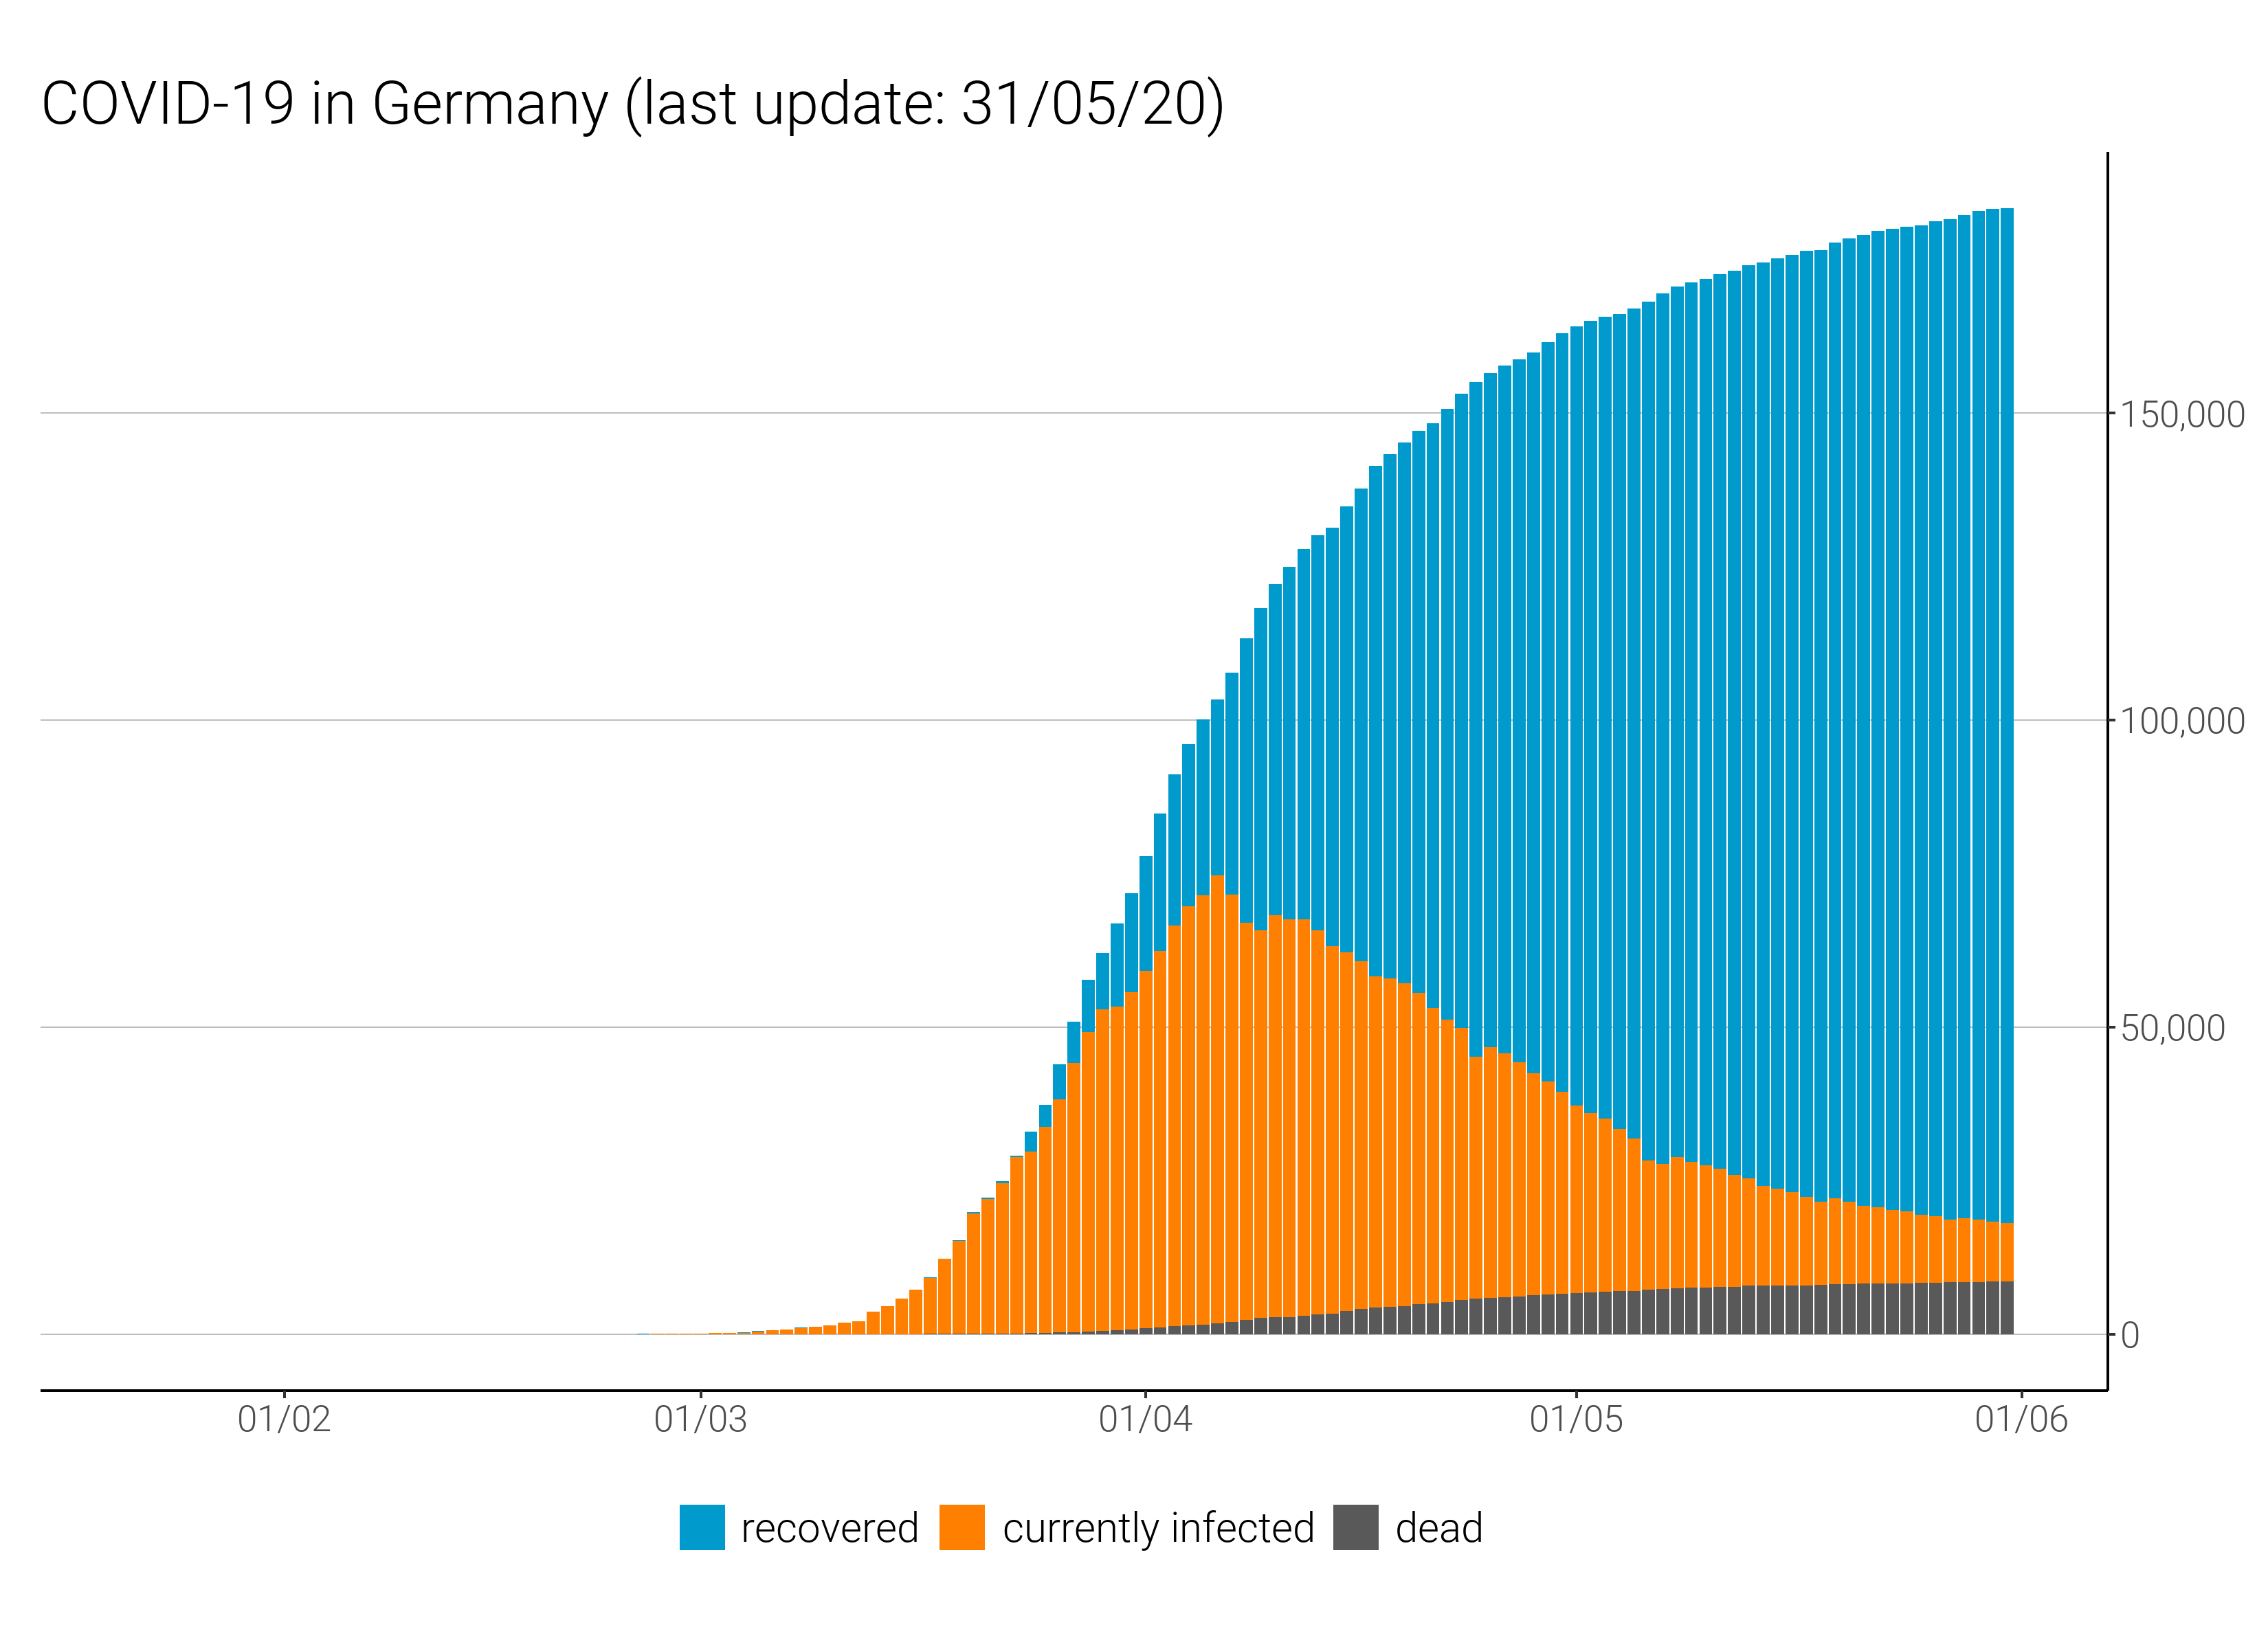 COVID-19 in Germany (last update: 31/05/20)
150,000
100,000
50,000
0
01/02 01/03 01/04 01/05 01/06
recovered currently infected dead